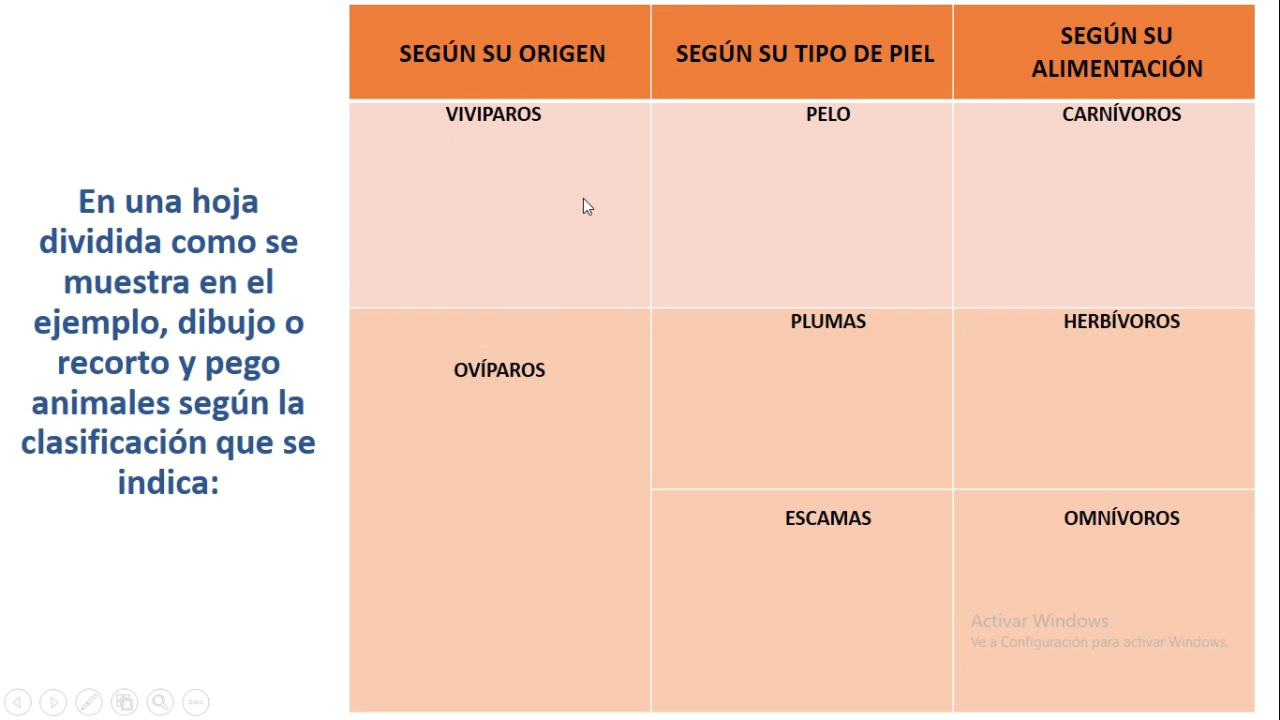 En una hoja
dividida como se
muestra en el
ejemplo, dibujo o
recorto y pego
animales según la
clasificación que se
indica:
SEGÚN SU ORIGEN
SEGÚN SU TIPO DE PIEL
SEGÚN SU
ALIMENTACIÓN
VIVIPAROS
PELO
CARNÍVOROS
OVÍPAROS
PLUMAS
HERBÍVOROS
ESCAMAS
OMNÍVOROS
Activar Windows
Ve a Configuración para activar Windows.